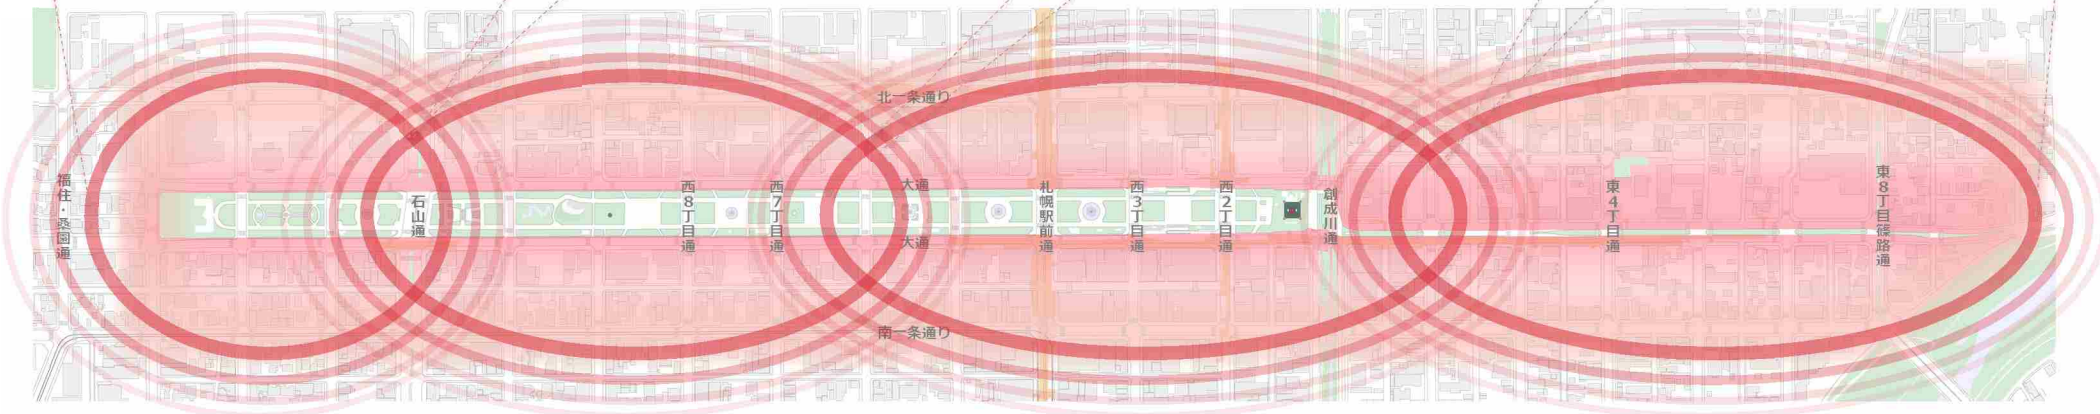 北一条通り
福住・桑園通
石山通
西8丁目通
西7丁目通
大通
大通
札幌駅前通
西3丁目通
西2丁目通
創成川通
東4丁目通
東8丁目篠路通
南一条通り